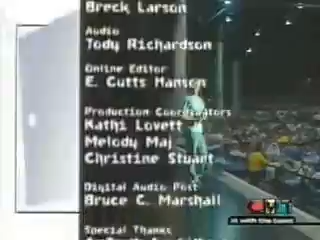 Breck Larson
Audio
Tody Richardson
Online Editor
E. Cutts Hanson
Production Coordinators
Kathi Lovett
Melody Maj
Christine Stuart
Digital Audio Post
Bruce C. Marshall
Special Thanks
CMT